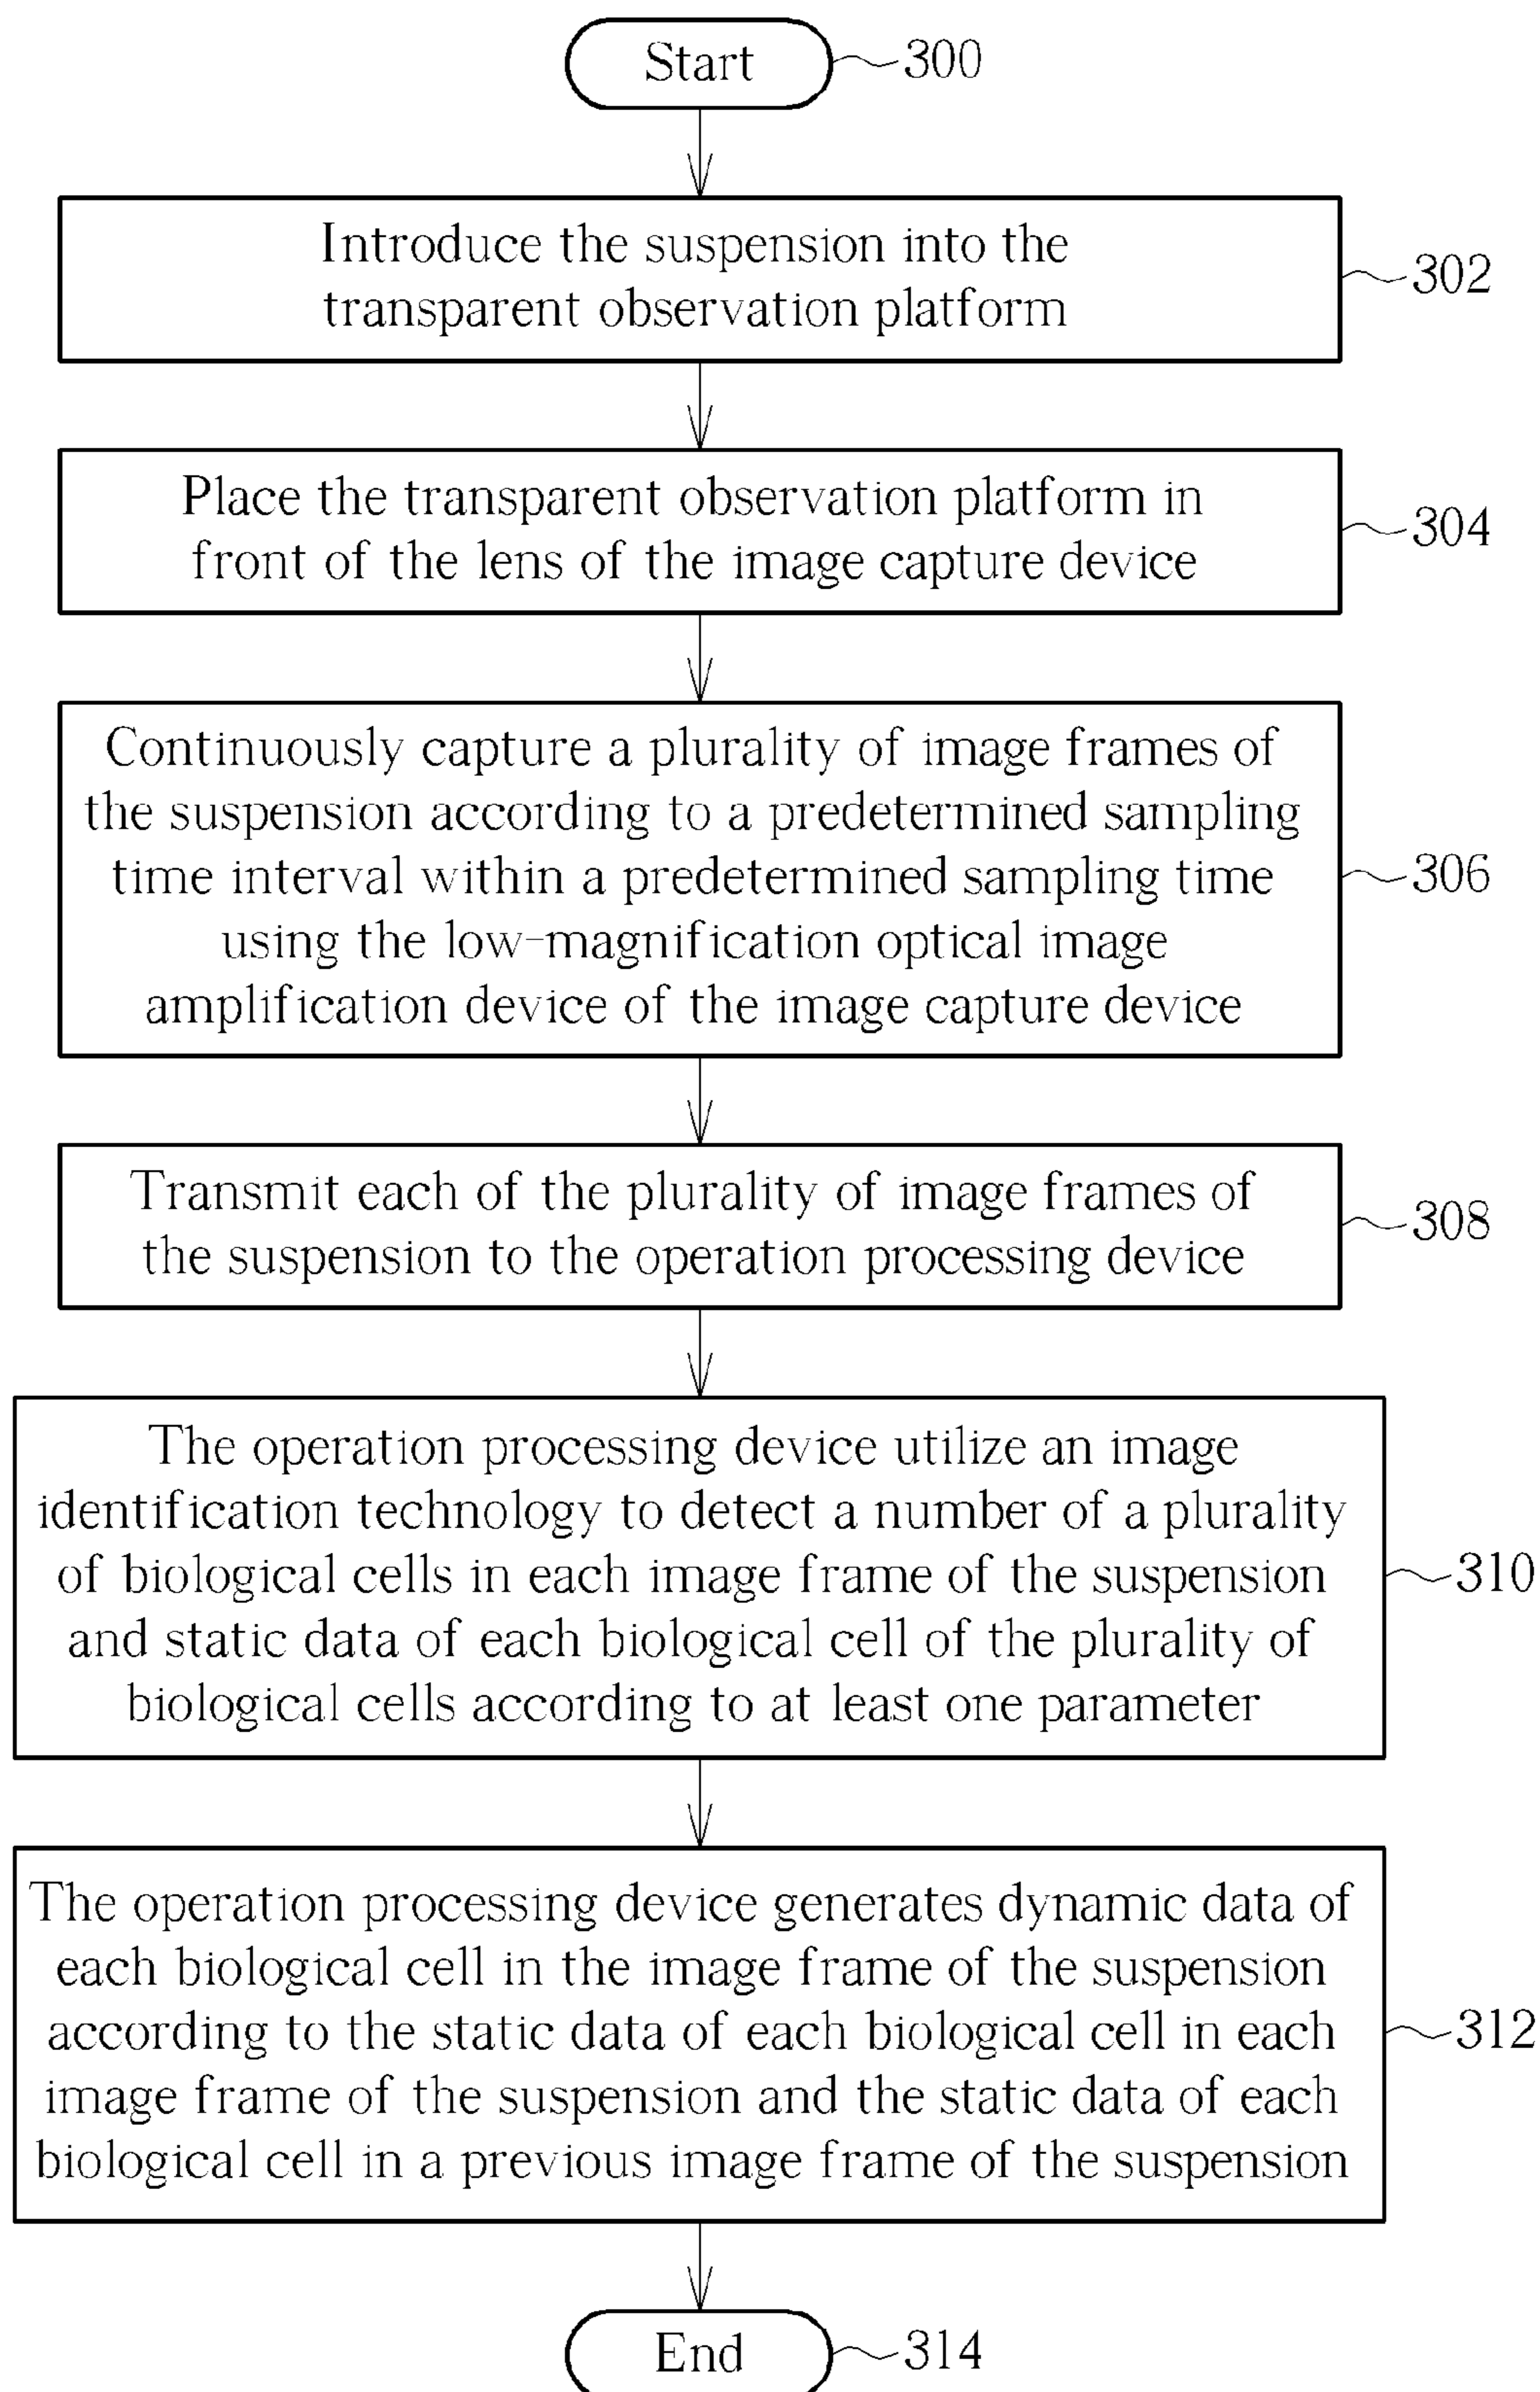 Start
300
Introduce the suspension into the
transparent observation platform
302
Place the transparent observation platform in
front of the lens of the image capture device
304
Continuously capture a plurality of image frames of
the suspension according to a predetermined sampling
time interval within a predetermined sampling time
using the low-magnification optical image
amplification device of the image capture device
306
Transmit each of the plurality of image frames of
the suspension to the operation processing device
308
The operation processing device utilize an image
identification technology to detect a number of a plurality
of biological cells in each image frame of the suspension
and static data of each biological cell of the plurality of
biological cells according to at least one parameter
310
The operation processing device generates dynamic data of
each biological cell in the image frame of the suspension
according to the static data of each biological cell in each
image frame of the suspension and the static data of each
biological cell in a previous image frame of the suspension
312
End
314